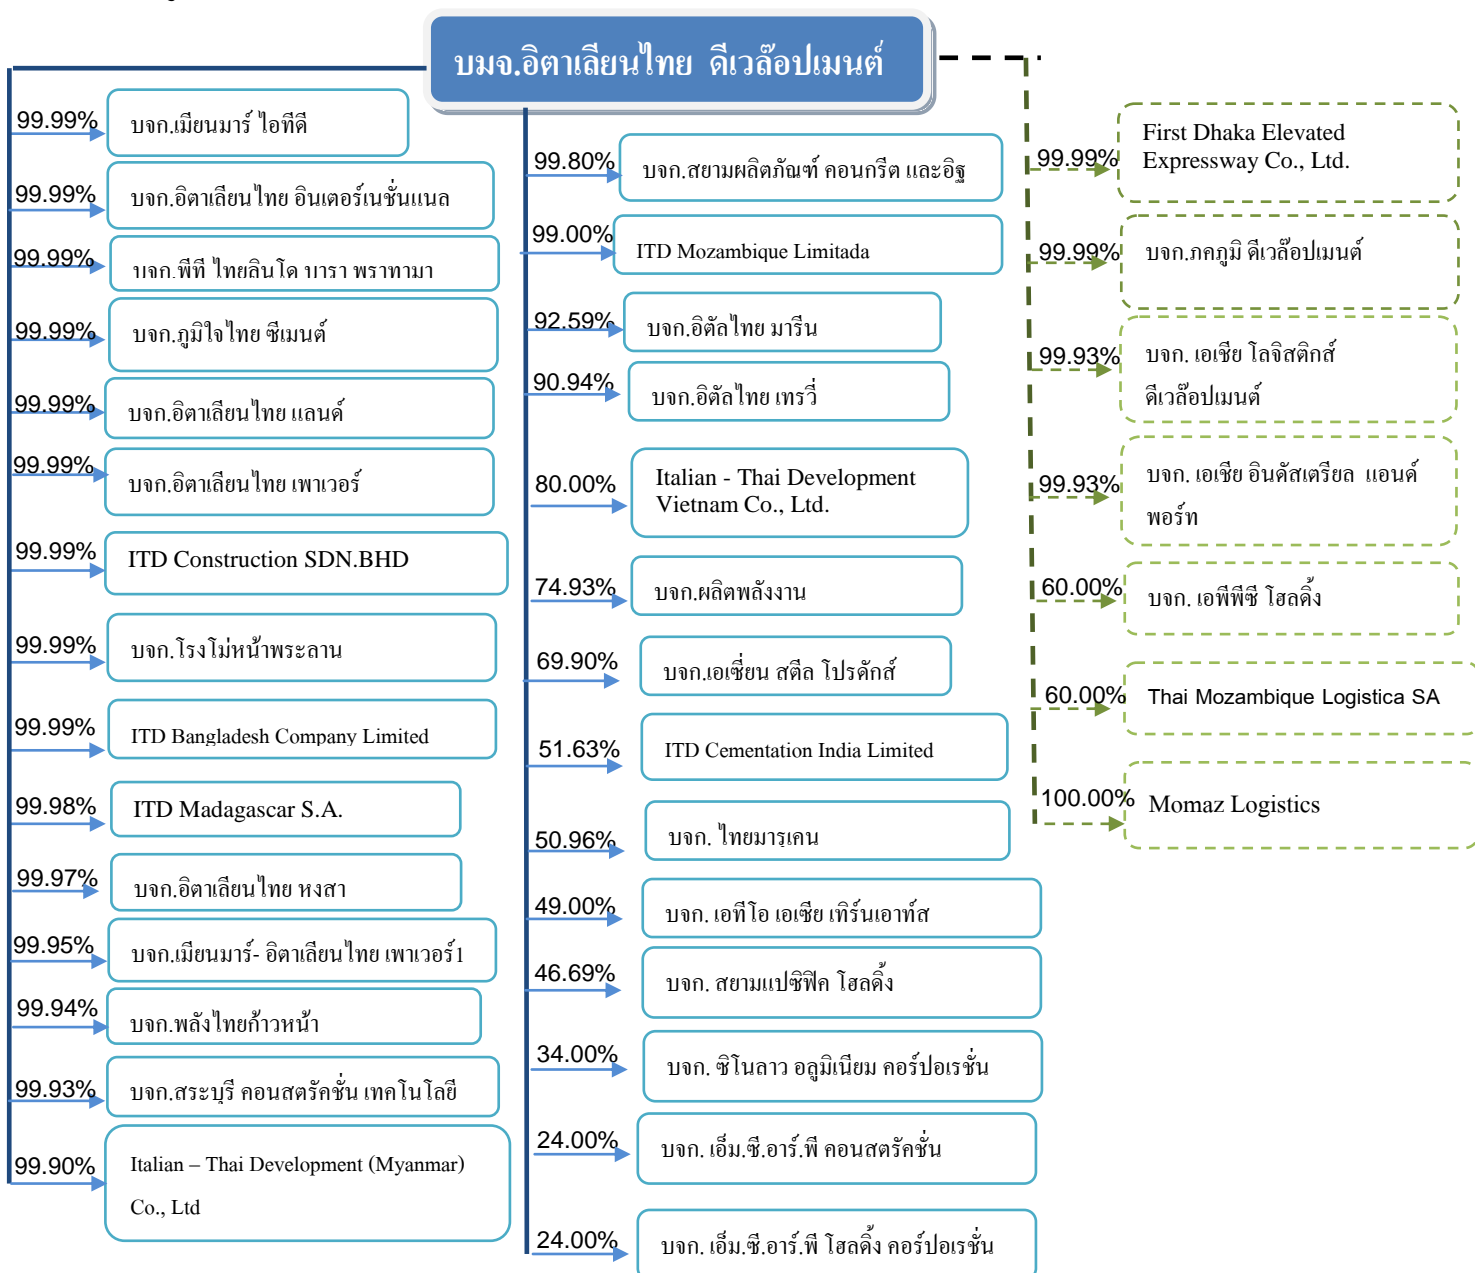 บมจ.อิตาเลียนไทย ดีเวล๊อปเมนต์
99.99%
บจก.เมียนมาร์ ไอทีดี
99.99%
บจก.อิตาเลียนไทย อินเตอร์เนชั่นแนล
99.99%
บจก.พีที ไทยลินโด บารา พราทามา
99.99%
บจก.ภูมิใจไทย ซีเมนต์
99.99%
บจก.อิตาเลียนไทย แลนด์
99.99%
บจก.อิตาเลียนไทย เพาเวอร์
99.99%
ITD Construction SDN.BHD
99.99%
บจก.โรงโม่หน้าพระลาน
99.99%
ITD Bangladesh Company Limited
99.98%
ITD Madagascar S.A.
99.97%
บจก.อิตาเลียนไทย หงสา
99.95%
บจก.เมียนมาร์- อิตาเลียนไทย เพาเวอร์1
99.94%
บจก.พลังไทยก้าวหน้า
99.93%
บจก.สระบุรี คอนสตรัคชั่น เทคโนโลยี
99.90%
Italian – Thai Development (Myanmar)
Co., Ltd
99.80%
บจก.สยามผลิตภัณฑ์ คอนกรีต และอิฐ
99.00%
ITD Mozambique Limitada
92.59%
บจก.อิตัลไทย มารีน
90.94%
บจก.อิตัลไทย เทรวี่
80.00%
Italian - Thai Development
Vietnam Co., Ltd.
74.93%
บจก.ผลิตพลังงาน
69.90%
บจก.เอเซี่ยน สตีล โปรดักส์
51.63%
ITD Cementation India Limited
50.96%
บจก. ไทยมารุเคน
49.00%
บจก. เอทีโอ เอเซีย เทิร์นเอาท์ส
46.69%
บจก. สยามแปซิฟิค โฮลดิ้ง
34.00%
บจก. ซิโนลาว อลูมิเนียม คอร์ปอเรชั่น
24.00%
บจก. เอ็ม.ซี.อาร์.พี คอนสตรัคชั่น
24.00%
บจก. เอ็ม.ซี.อาร์.พี โฮลดิ้ง คอร์ปอเรชั่น
99.99%
First Dhaka Elevated
Expressway Co., Ltd.
99.99%
บจก.ภคภูมิ ดีเวล๊อปเมนต์
99.93%
บจก. เอเชีย โลจิสติกส์
ดีเวล๊อปเมนต์
99.93%
บจก. เอเชีย อินดัสเตรียล แอนด์
พอร์ท
60.00%
บจก. เอพีพีซี โฮลดิ้ง
60.00%
Thai Mozambique Logistica SA
100.00%
Momaz Logistics